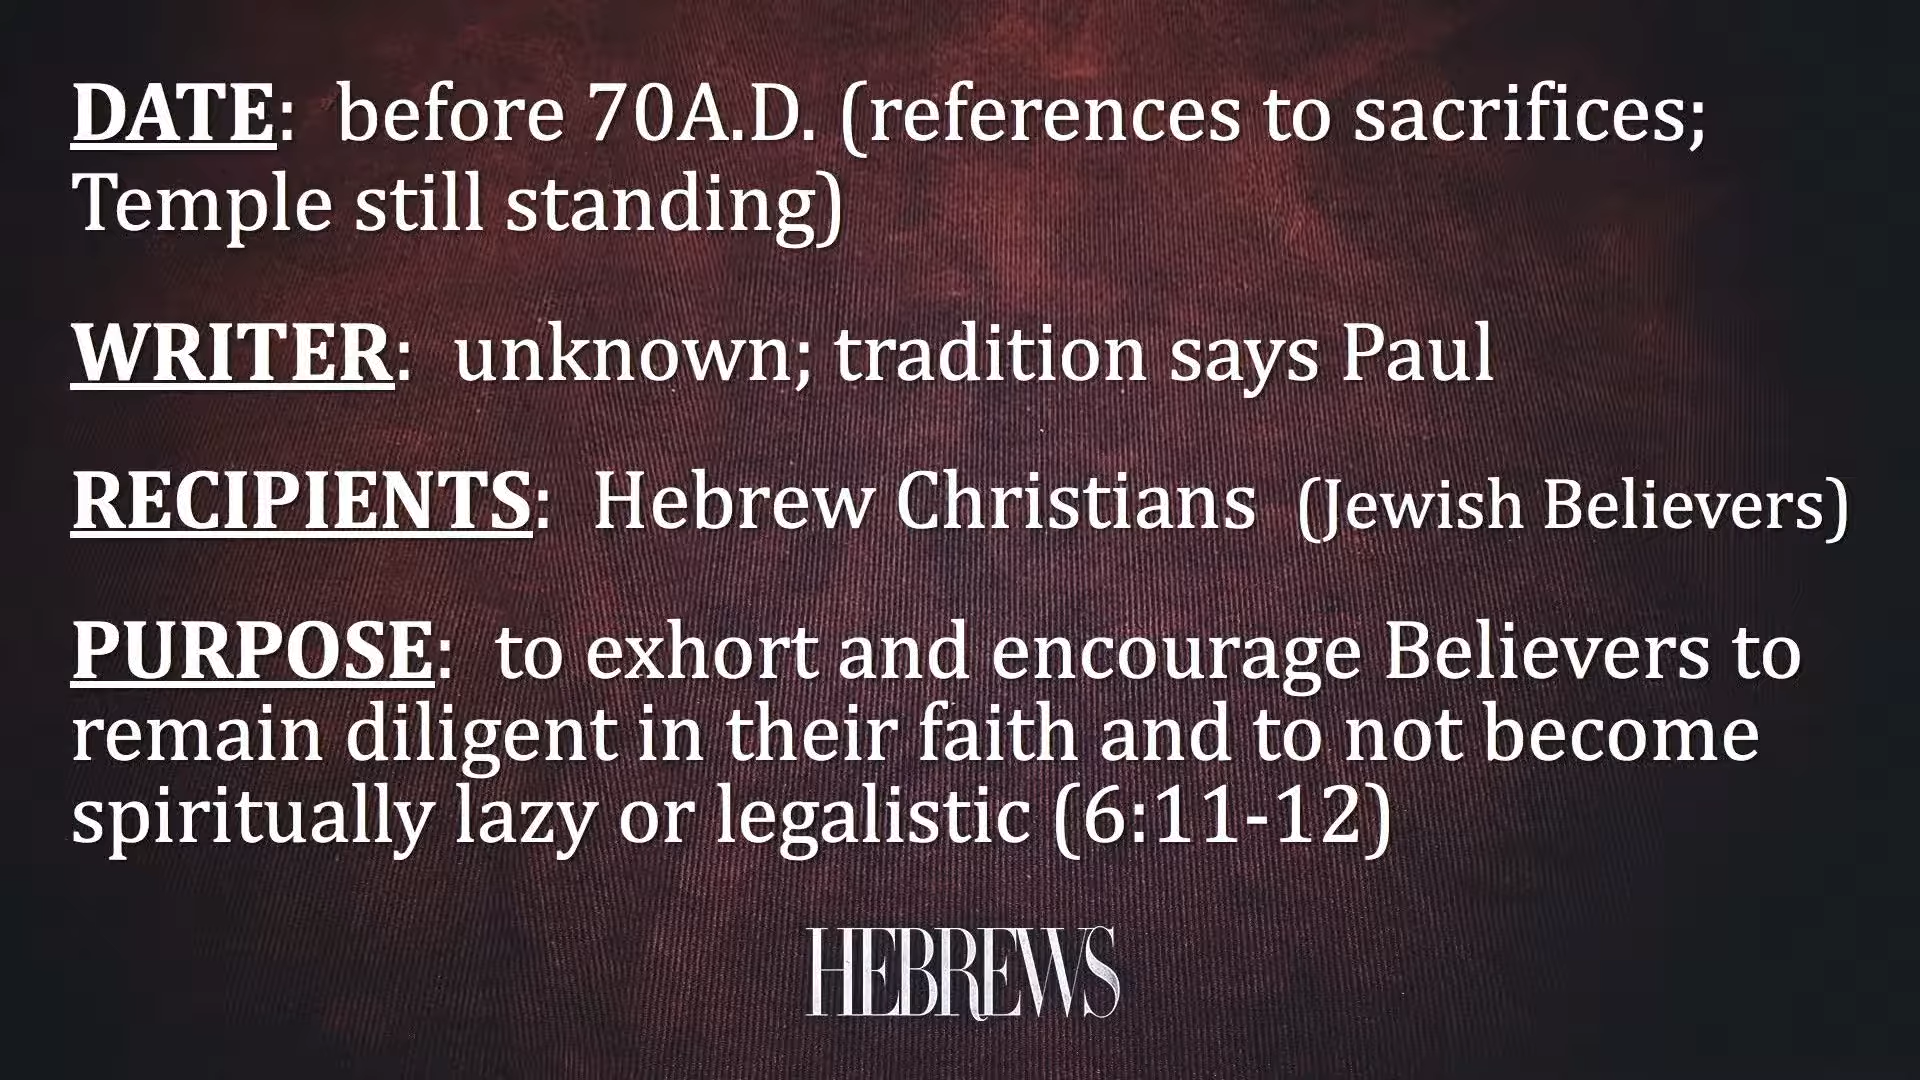 DATE: before 70A.D. (references to sacrifices;
Temple still standing)
WRITER: unknown; tradition says Paul
RECIPIENTS: Hebrew Christians (Jewish Believers)
PURPOSE: to exhort and encourage Believers to
remain diligent in their faith and to not become
spiritually lazy or legalistic (6:11-12)
HEBREWS